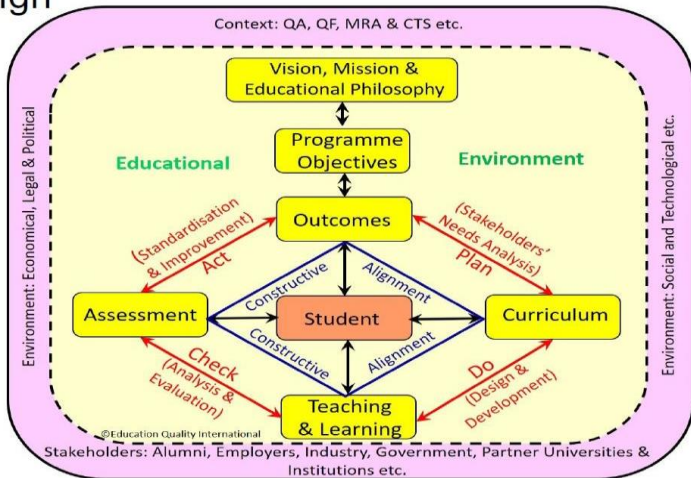 ign
Context: QA, QF, MRA & CTS etc.
Vision, Mission &
Educational Philosophy
Programme
Objectives
Educational
Environment
Outcomes
(Standardisation
& Improvement)
Act
(Stakeholders'
Needs Analysis)
Plan
Constructive
Alignment
Assessment
Student
Curriculum
Constructive
Alignment
Check
(Analysis &
Evaluation)
Do
(Design &
Development)
Teaching
& Learning
©Education Quality International
Environment: Economical, Legal & Political
Environment: Social and Technological etc.
Stakeholders: Alumni, Employers, Industry, Government, Partner Universities &
Institutions etc.